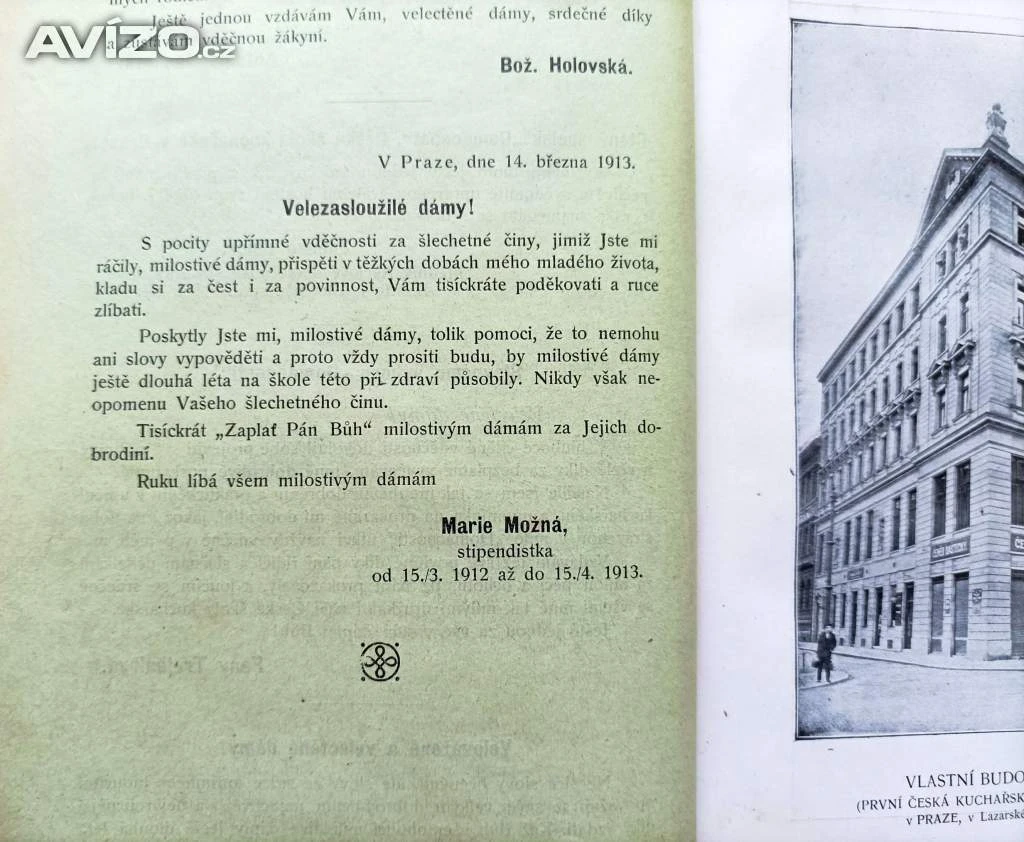 AVÍZO.cz
Ještě jednou vzdávám Vám, velectěné dámy, srdečné díky
a zůstávám vděčnou žákyní.
Bož. Holovská.
V Praze, dne 14. března 1913.
Velezasloužilé dámy!
S pocity upřímné vděčnosti za šlechetné činy, jimiž Jste mi
ráčily, milostivé dámy, přispěti v těžkých dobách mého mladého života,
kladu si za čest i za povinnost, Vám tisíckráte poděkovati a ruce
zlíbati.
Poskytly Jste mi, milostivé dámy, tolik pomoci, že to nemohu
ani slovy vypověděti a proto vždy prositi budu, by milostivé dámy
ještě dlouhá léta na škole této při zdraví působily. Nikdy však ne-
opomenu Vašeho šlechetného činu.
Tisíckrát „Zaplať Pán Bůh“ milostivým dámám za Jejich do-
brodiní.
Ruku líbá všem milostivým dámám
Marie Možná,
stipendistka
od 15./3. 1912 až do 15./4. 1913.
VLASTNÍ BUDO
(PRVNÍ ČESKÁ KUCHAŘSK
v PRAZE, v Lazarské